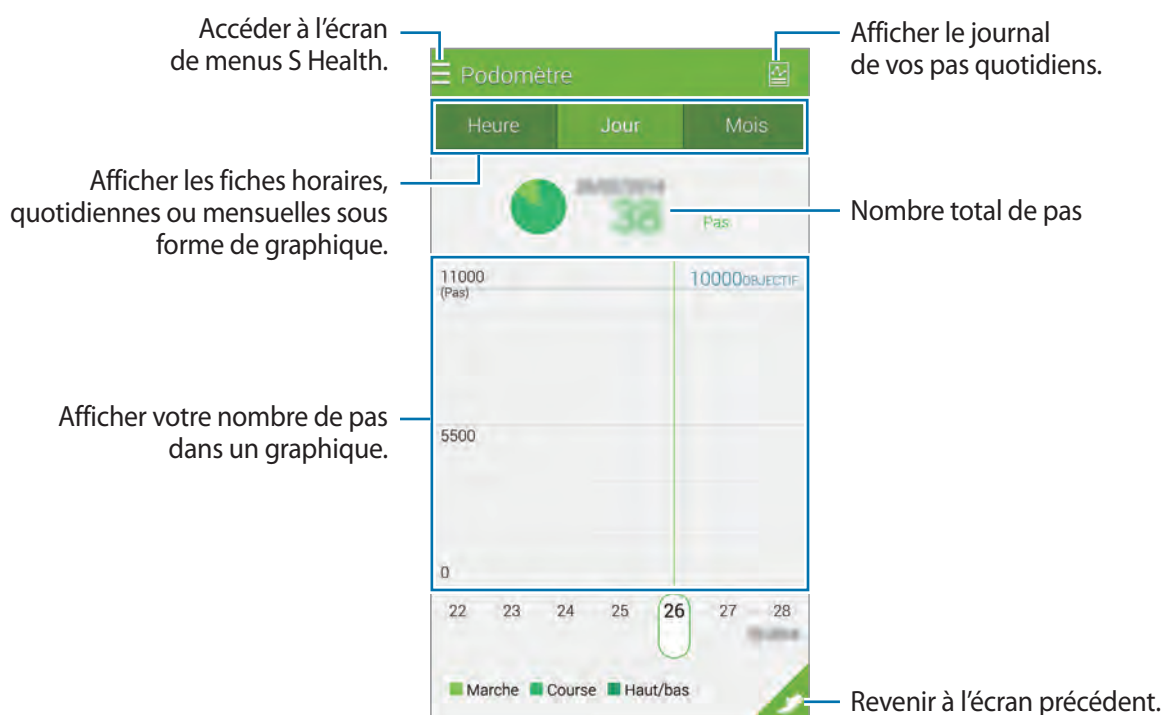 Accéder à l'écran
de menus S Health.
Afficher le journal
de vos pas quotidiens.
Podomètre
Heure Jour Mois
Afficher les fiches horaires,
quotidiennes ou mensuelles sous
forme de graphique.
38
Pas
Nombre total de pas
11000
(Pas)
10000 OBJECTIF
Afficher votre nombre de pas
dans un graphique.
5500
0
22 23 24 25 26 27 28
Marche Course Haut/bas
Revenir à l'écran précédent.